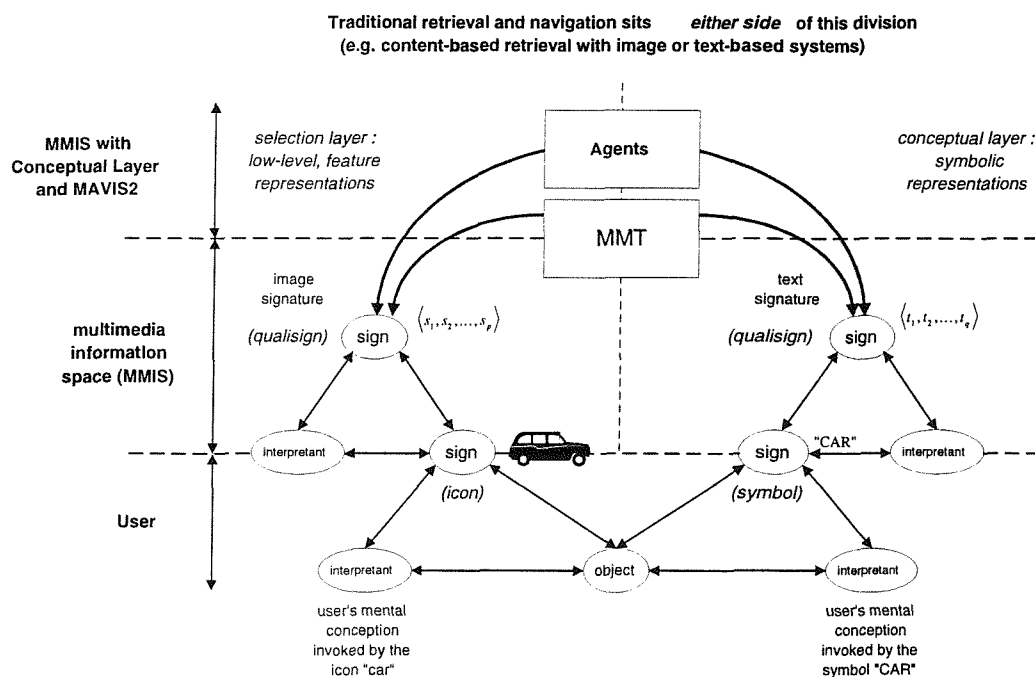 Traditional retrieval and navigation sits either side of this division
(e.g. content-based retrieval with image or text-based systems)
MMIS with
Conceptual Layer
and MAVIS2
selection layer :
low-level, feature
representations
Agents
conceptual layer :
symbolic
representations
MMT
multimedia
information
space (MMIS)
image
signature
(qualisign)
sign
⟨s₁,s₂,...,sₚ⟩
text
signature
(qualisign)
sign
⟨t₁,t₂,...,t_q⟩
interpretant
sign
(icon)
sign
"CAR"
(symbol)
interpretant
User
interpretant
object
interpretant
user's mental
conception
invoked by the
icon "car"
user's mental
conception
invoked by the
symbol "CAR"